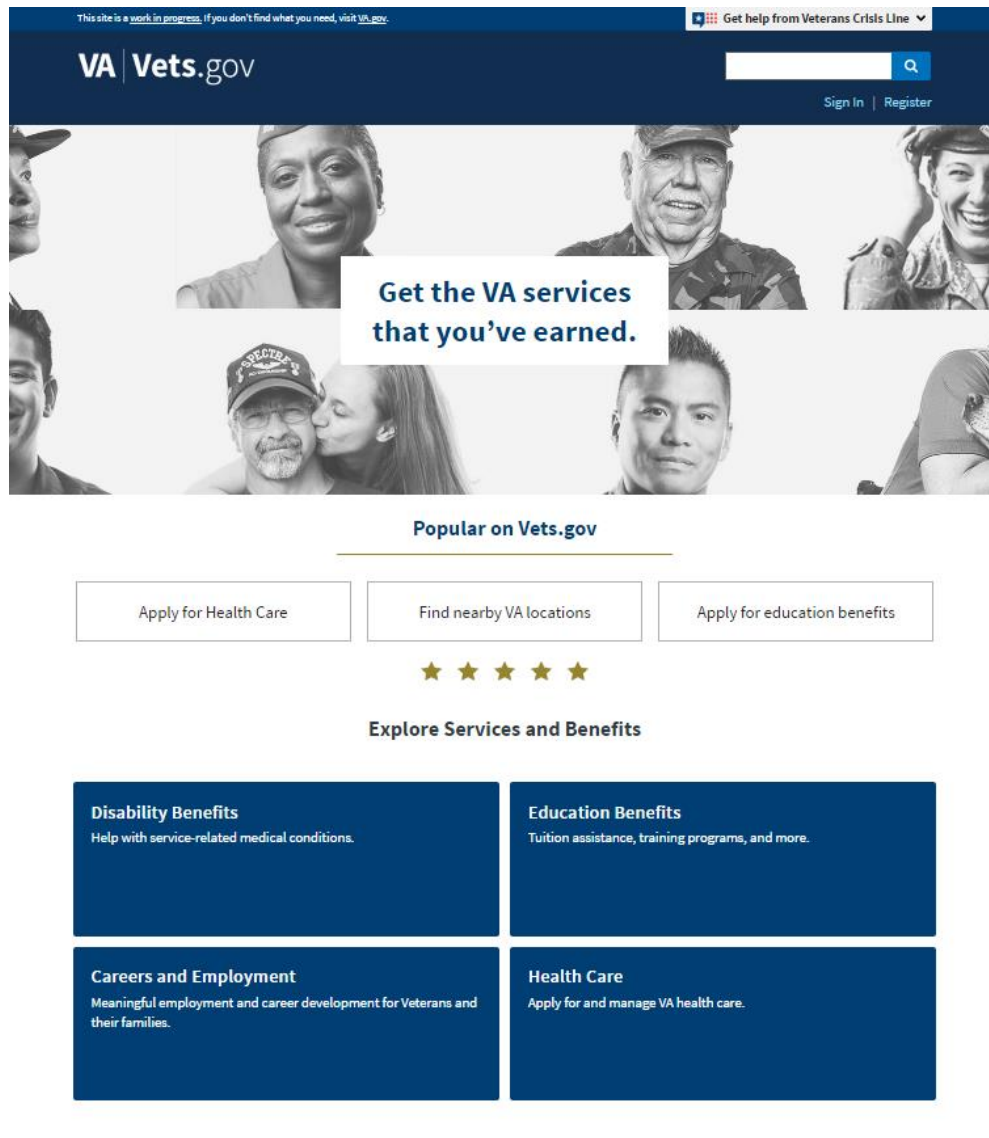 This site is a work in progress. If you don't find what you need, visit VA.gov.
Get help from Veterans Crisis Line
VA | Vets.gov
Sign In | Register
Get the VA services
that you've earned.
SPECTRE
Popular on Vets.gov
Apply for Health Care
Find nearby VA locations
Apply for education benefits
Explore Services and Benefits
Disability Benefits
Help with service-related medical conditions.
Education Benefits
Tuition assistance, training programs, and more.
Careers and Employment
Meaningful employment and career development for Veterans and
their families.
Health Care
Apply for and manage VA health care.